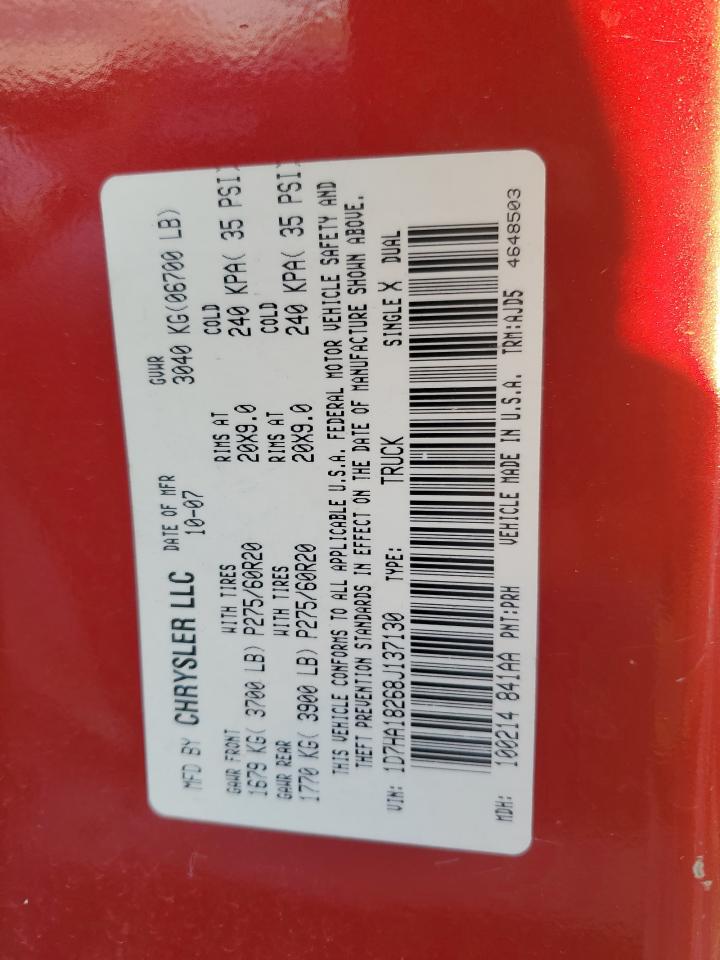 MFD BY CHRYSLER LLC DATE OF MFR GVWR
10-07 3040 KG(06700 LB)
GAWR FRONT WITH TIRES RIMS AT COLD
1679 KG( 3700 LB) P275/60R20 20X9.0 240 KPA( 35 PSI)
GAWR REAR WITH TIRES RIMS AT COLD
1770 KG( 3900 LB) P275/60R20 20X9.0 240 KPA( 35 PSI)
THIS VEHICLE CONFORMS TO ALL APPLICABLE U.S.A. FEDERAL MOTOR VEHICLE SAFETY AND
THEFT PREVENTION STANDARDS IN EFFECT ON THE DATE OF MANUFACTURE SHOWN ABOVE.
VIN: 1D7HA18268J137130 TYPE: TRUCK SINGLE X DUAL
MDH: 100214 841AA PNT:PRH VEHICLE MADE IN U.S.A. TRM:AJD5 4648503